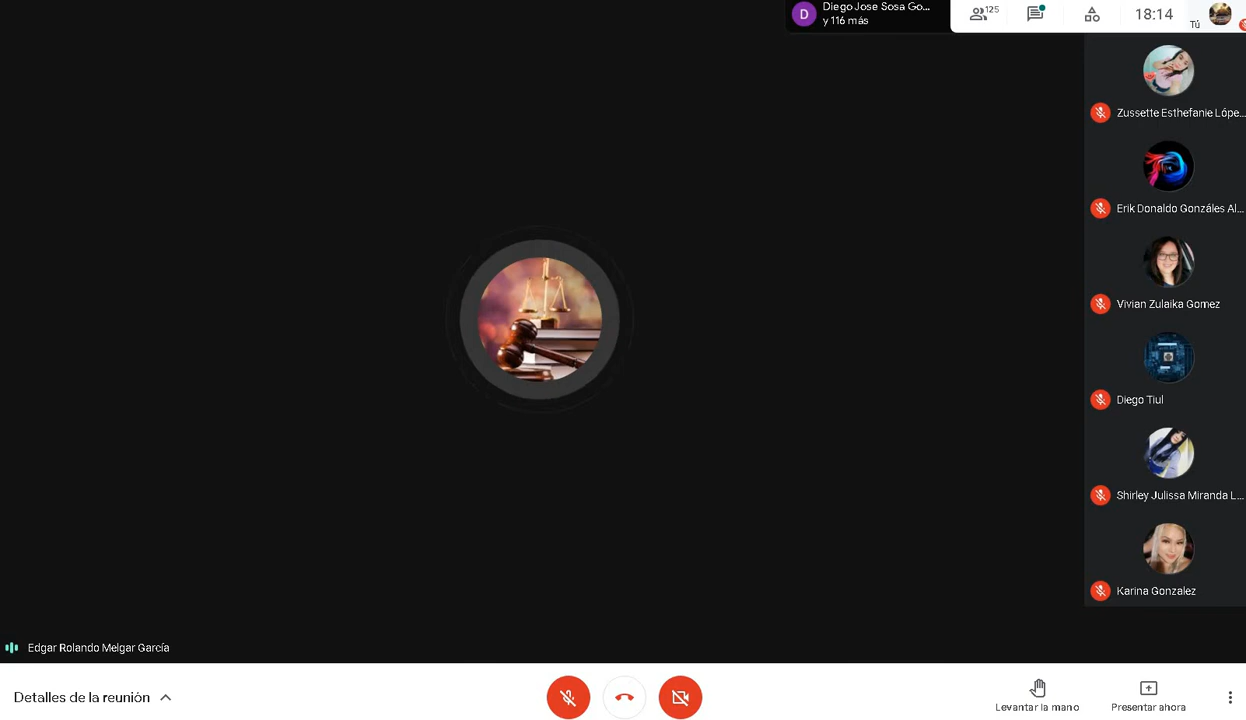 D
Diego Jose Sosa Go...
y 116 más
125
18:14
Tú
Zussette Esthefanie Lópe...
Erik Donaldo Gonzáles Al...
Vivian Zulaika Gomez
Diego Tiul
Shirley Julissa Miranda L...
Karina Gonzalez
Edgar Rolando Melgar García
Detalles de la reunión
Levantar la mano
Presentar ahora